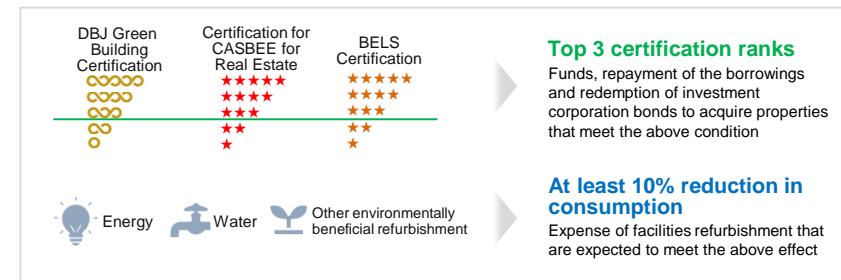 DBJ Green
Building
Certification
Certification for
CASBEE for
Real Estate
★★★★★
★★★★
★★★
★★
★
BELS
Certification
★★★★★
★★★★
★★★
★★
★
Top 3 certification ranks
Funds, repayment of the borrowings
and redemption of investment
corporation bonds to acquire properties
that meet the above condition
Energy
Water
Other environmentally
beneficial refurbishment
At least 10% reduction in
consumption
Expense of facilities refurbishment that
are expected to meet the above effect